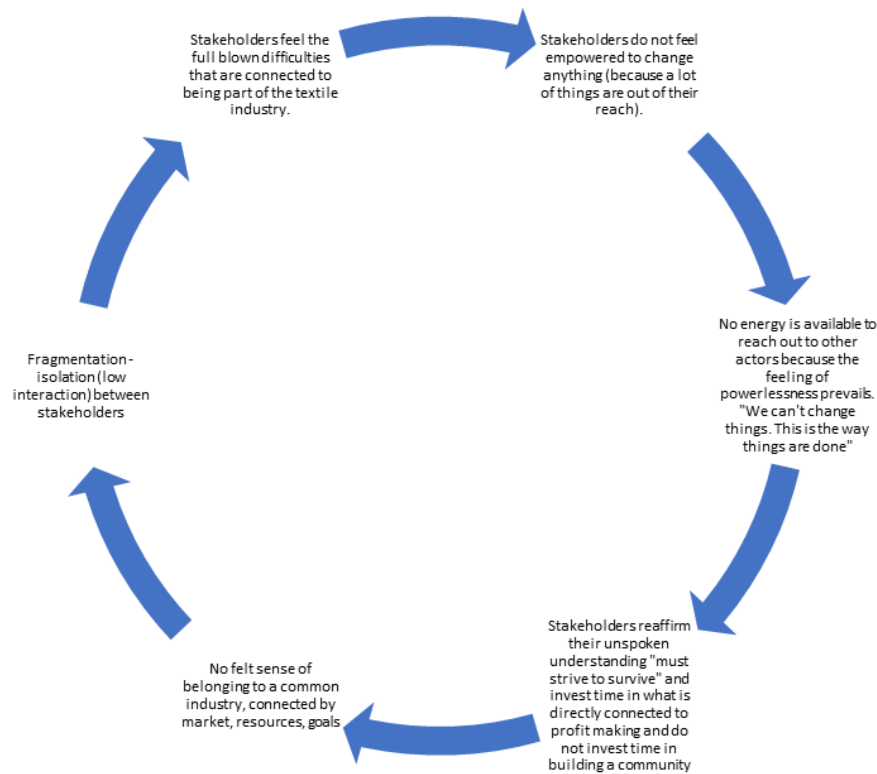 Stakeholders feel the
full blown difficulties
that are connected to
being part of the textile
industry.
Stakeholders do not feel
empowered to change
anything (because a lot
of things are out of their
reach).
No energy is available to
reach out to other
actors because the
feeling of
powerlessness prevails.
"We can't change
things. This is the way
things are done"
Stakeholders reaffirm
their unspoken
understanding "must
strive to survive" and
invest time in what is
directly connected to
profit making and do
not invest time in
building a community
No felt sense of
belonging to a common
industry, connected by
market, resources, goals
Fragmentation-
isolation (low
interaction) between
stakeholders